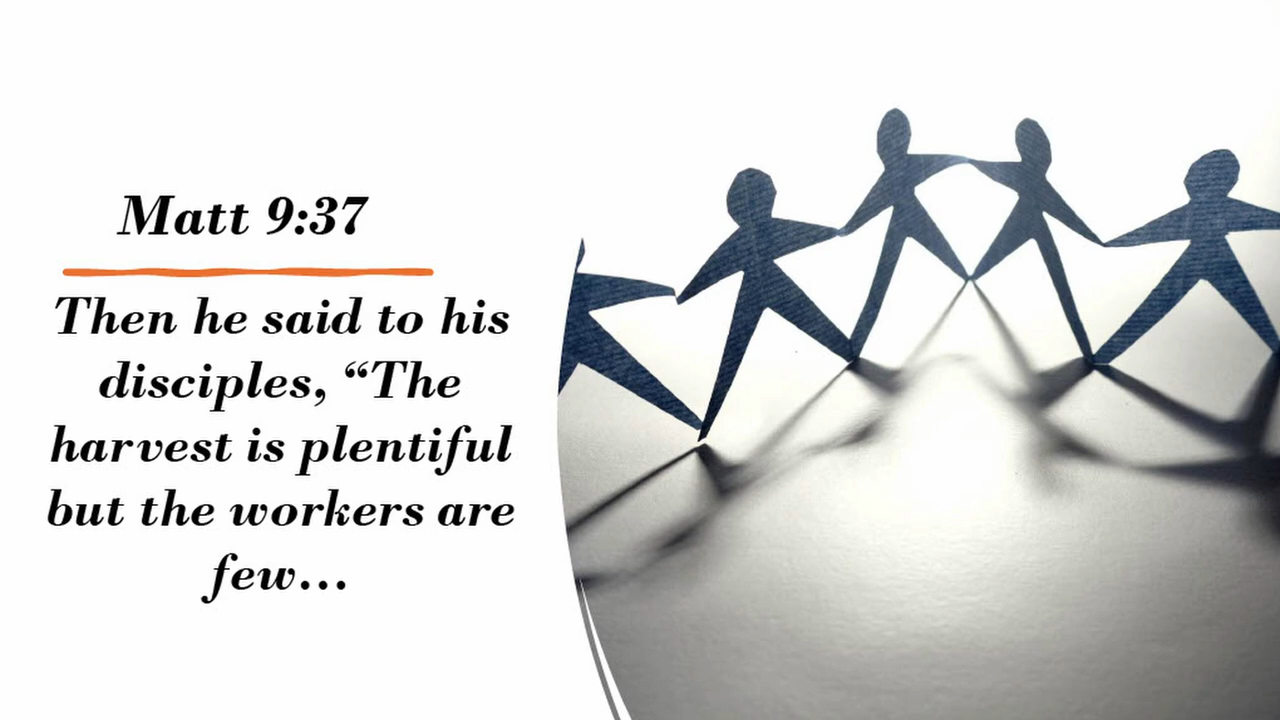 Matt 9:37
Then he said to his
disciples, “The
harvest is plentiful
but the workers are
few…